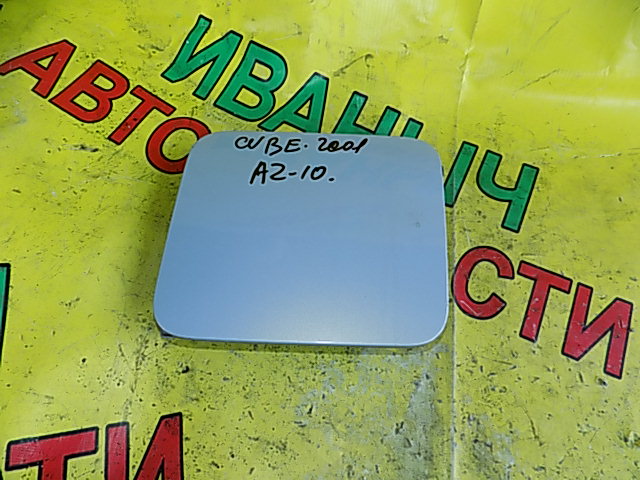 ИВАНЫЧ
АВТО СТИ
CUBE. 2001
AZ-10.
СТИ